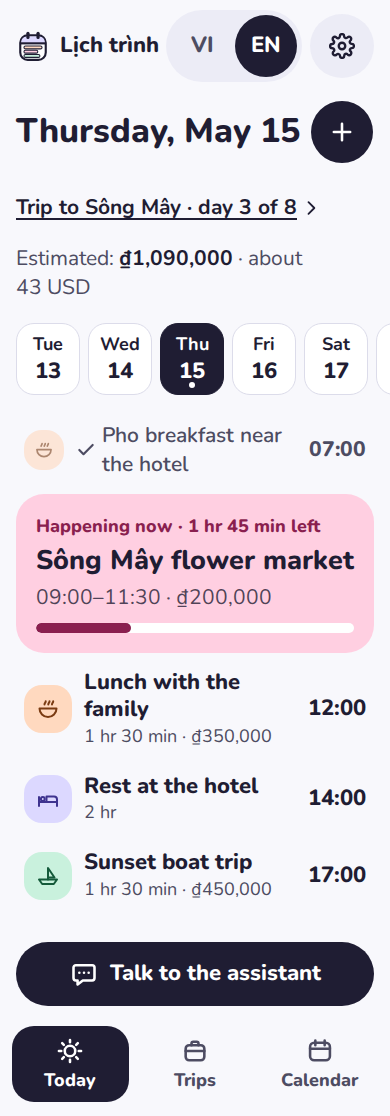 Lịch trình
VI
EN
Thursday, May 15
Trip to Sông Mây · day 3 of 8
Estimated: ₫1,090,000 · about
43 USD
Tue
13
Wed
14
Thu
15
Fri
16
Sat
17
Pho breakfast near
the hotel
07:00
Happening now · 1 hr 45 min left
Sông Mây flower market
09:00–11:30 · ₫200,000
Lunch with the
family
1 hr 30 min · ₫350,000
12:00
Rest at the hotel
2 hr
14:00
Sunset boat trip
1 hr 30 min · ₫450,000
17:00
Talk to the assistant
Today
Trips
Calendar